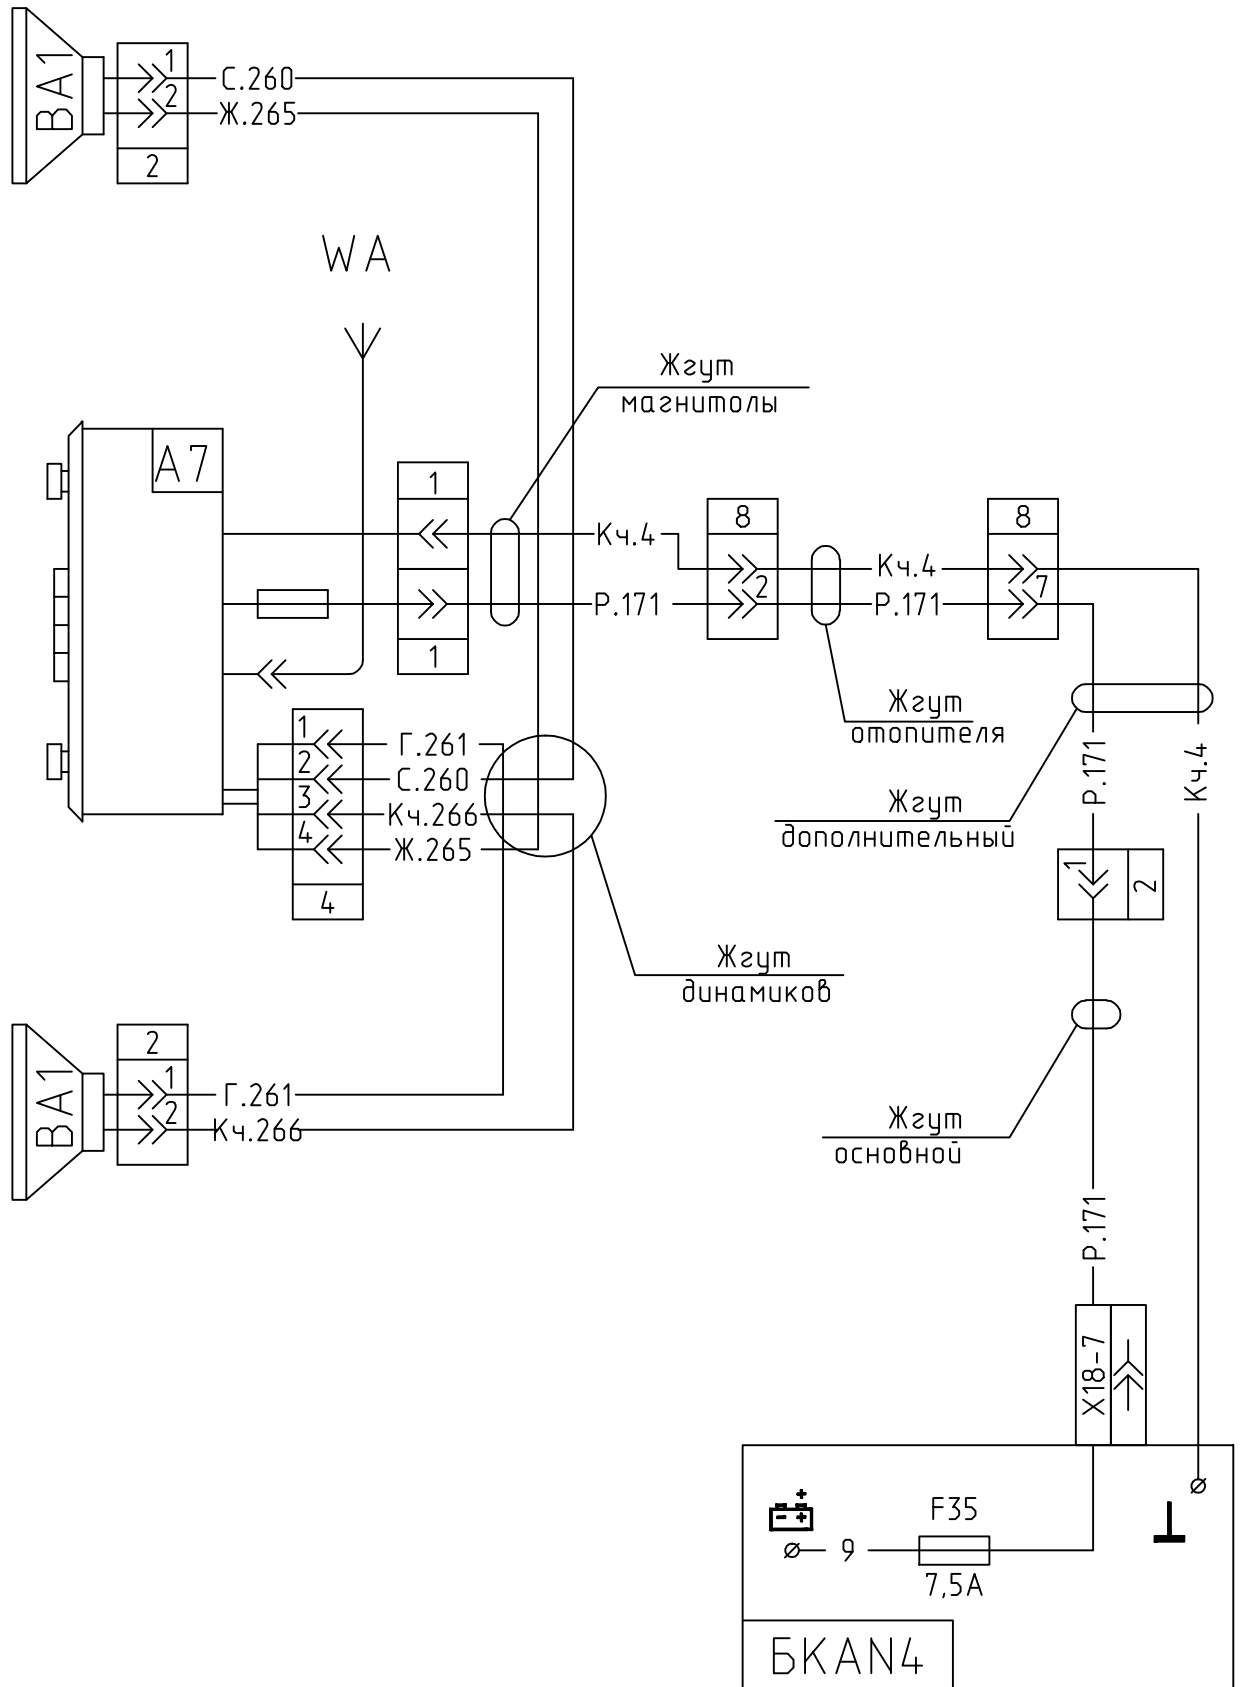 BA1
1
С.260
2
Ж.265
2
WA
Жгут
магнитолы
A7
1
8
8
Кч.4
Кч.4
2
7
Р.171
Р.171
1
Жгут
отопителя
1
Г.261
2
С.260
3
Кч.266
4
Ж.265
4
Р.171
Кч.4
Жгут
дополнительный
1
2
Жгут
динамиков
2
BA1
1
Г.261
2
Кч.266
Жгут
основной
Р.171
X18-7
+
- +
F35
9
7,5А
БКАN4